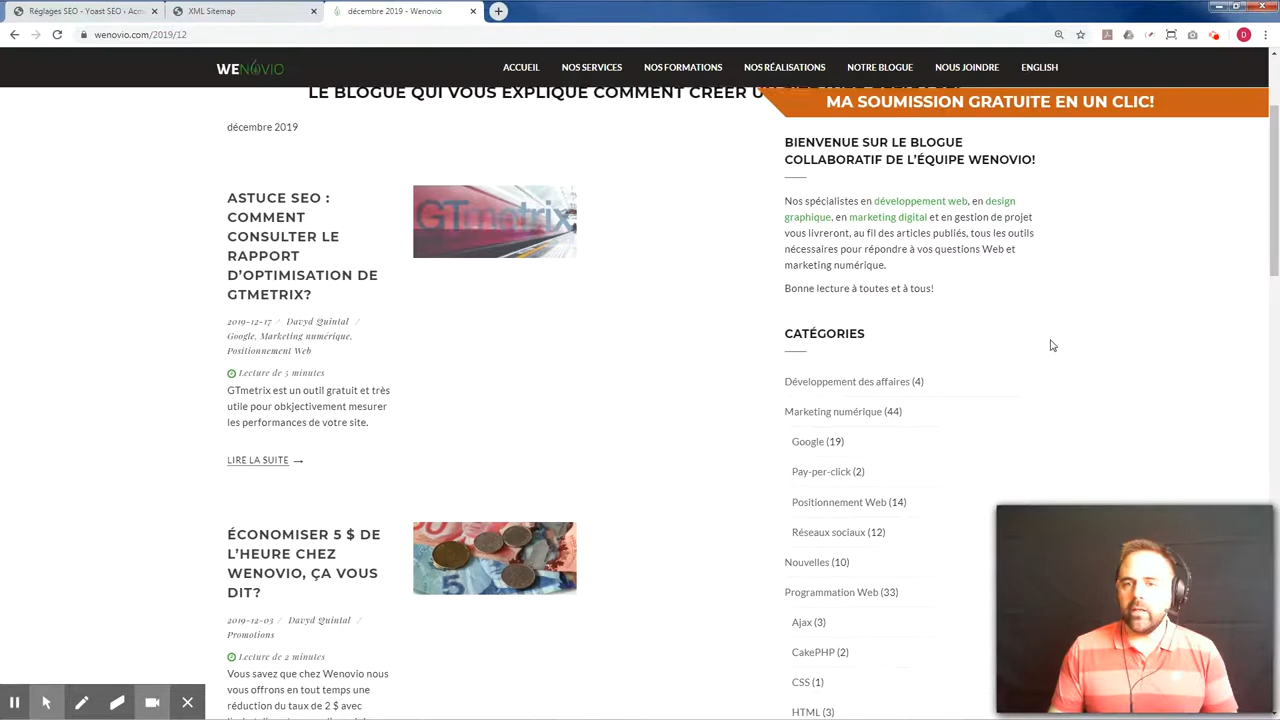 Réglages SEO - Yoast SEO ‹ Acme
XML Sitemap
décembre 2019 - Wenovio
wenovio.com/2019/12
D
WENOVIO
ACCUEIL
NOS SERVICES
NOS FORMATIONS
NOS RÉALISATIONS
NOTRE BLOGUE
NOUS JOINDRE
ENGLISH
LE BLOGUE QUI VOUS EXPLIQUE COMMENT CRÉER
MA SOUMISSION GRATUITE EN UN CLIC!
décembre 2019
ASTUCE SEO :
COMMENT
CONSULTER LE
RAPPORT
D'OPTIMISATION DE
GTMETRIX?
2019-12-17 / Davyd Quintal /
Google, Marketing numérique,
Positionnement Web
Lecture de 5 minutes
GTmetrix est un outil gratuit et très
utile pour obkjectivement mesurer
les performances de votre site.
LIRE LA SUITE →
GTmetrix
ÉCONOMISER 5 $ DE
L'HEURE CHEZ
WENOVIO, ÇA VOUS
DIT?
2019-12-03 / Davyd Quintal /
Promotions
Lecture de 2 minutes
Vous savez que chez Wenovio nous
vous offrons en tout temps une
réduction du taux de 2 $ avec
5
BIENVENUE SUR LE BLOGUE
COLLABORATIF DE L'ÉQUIPE WENOVIO!
Nos spécialistes en développement web, en design
graphique, en marketing digital et en gestion de projet
vous livreront, au fil des articles publiés, tous les outils
nécessaires pour répondre à vos questions Web et
marketing numérique.
Bonne lecture à toutes et à tous!
CATÉGORIES
Développement des affaires (4)
Marketing numérique (44)
Google (19)
Pay-per-click (2)
Positionnement Web (14)
Réseaux sociaux (12)
Nouvelles (10)
Programmation Web (33)
Ajax (3)
CakePHP (2)
CSS (1)
HTML (3)